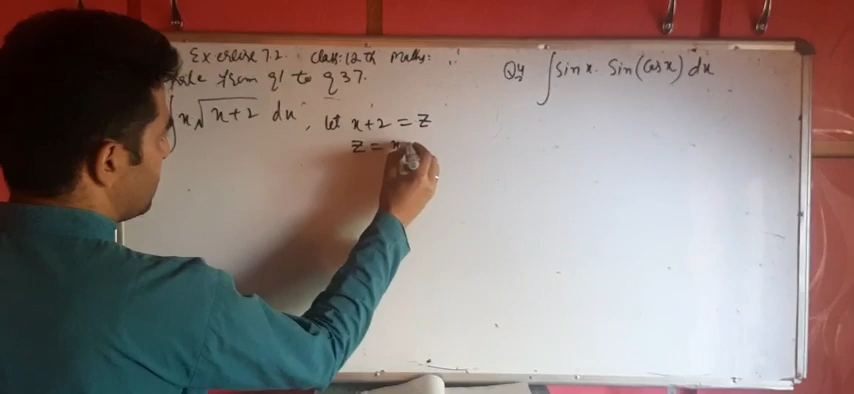 Exercise 7.2. Class: 12th Maths:
from Q1 to Q37.
∫ x √x+2 dx, let x+2 = z
z = x
Q4 ∫ Sin x. Sin(Cos x) dx